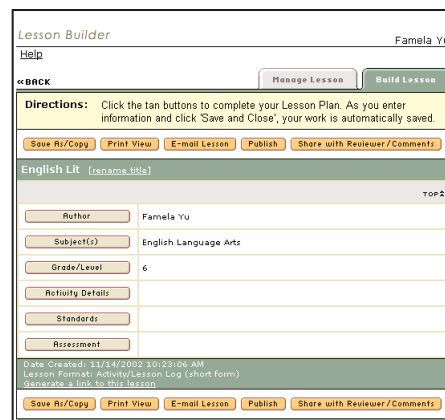 Lesson Builder
Famela Yu
Help
«BACK
Manage Lesson Build Lesson
Directions: Click the tan buttons to complete your Lesson Plan. As you enter
information and click 'Save and Close', your work is automatically saved.
Save As/Copy Print View E-mail Lesson Publish Share with Reviewer/Comments
English Lit [rename title]
TOP
Author Famela Yu
Subject(s) English Language Arts
Grade/Level 6
Activity Details
Standards
Assessment
Date Created: 11/14/2002 10:23:06 AM
Lesson Format: Activity/Lesson Log (short form)
Generate a link to this lesson
Save As/Copy Print View E-mail Lesson Publish Share with Reviewer/Comments